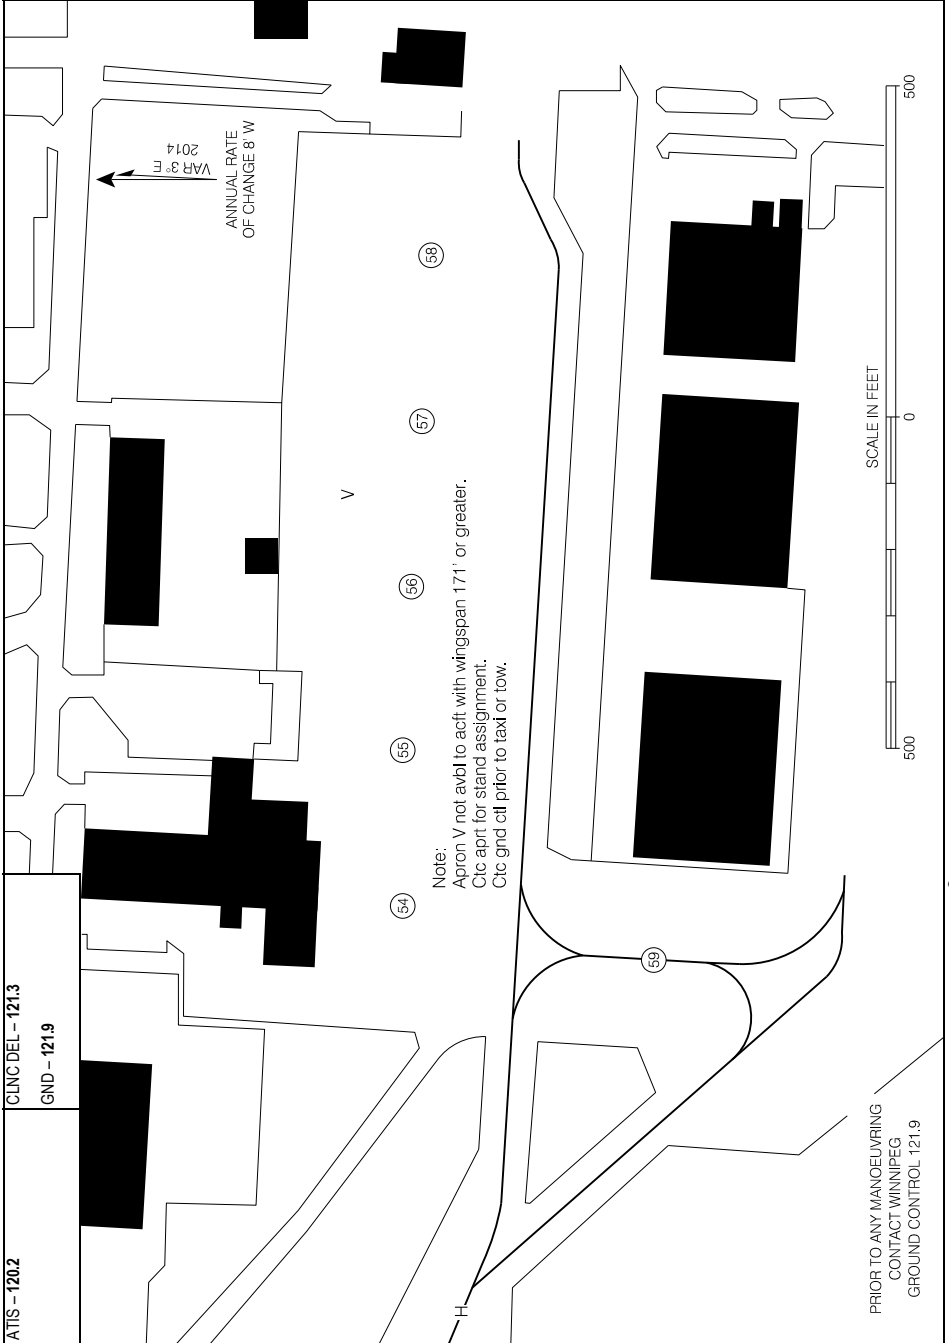 ATIS – 120.2
CLNC DEL – 121.3
GND – 121.9
VAR 3° E
2014
ANNUAL RATE
OF CHANGE 8' W
54
55
56
57
58
V
Note:
Apron V not avbl to acft with wingspan 171' or greater.
Ctc aprt for stand assignment.
Ctc gnd ctl prior to taxi or tow.
59
H
PRIOR TO ANY MANOEUVRING
CONTACT WINNIPEG
GROUND CONTROL 121.9
SCALE IN FEET
500
0
500